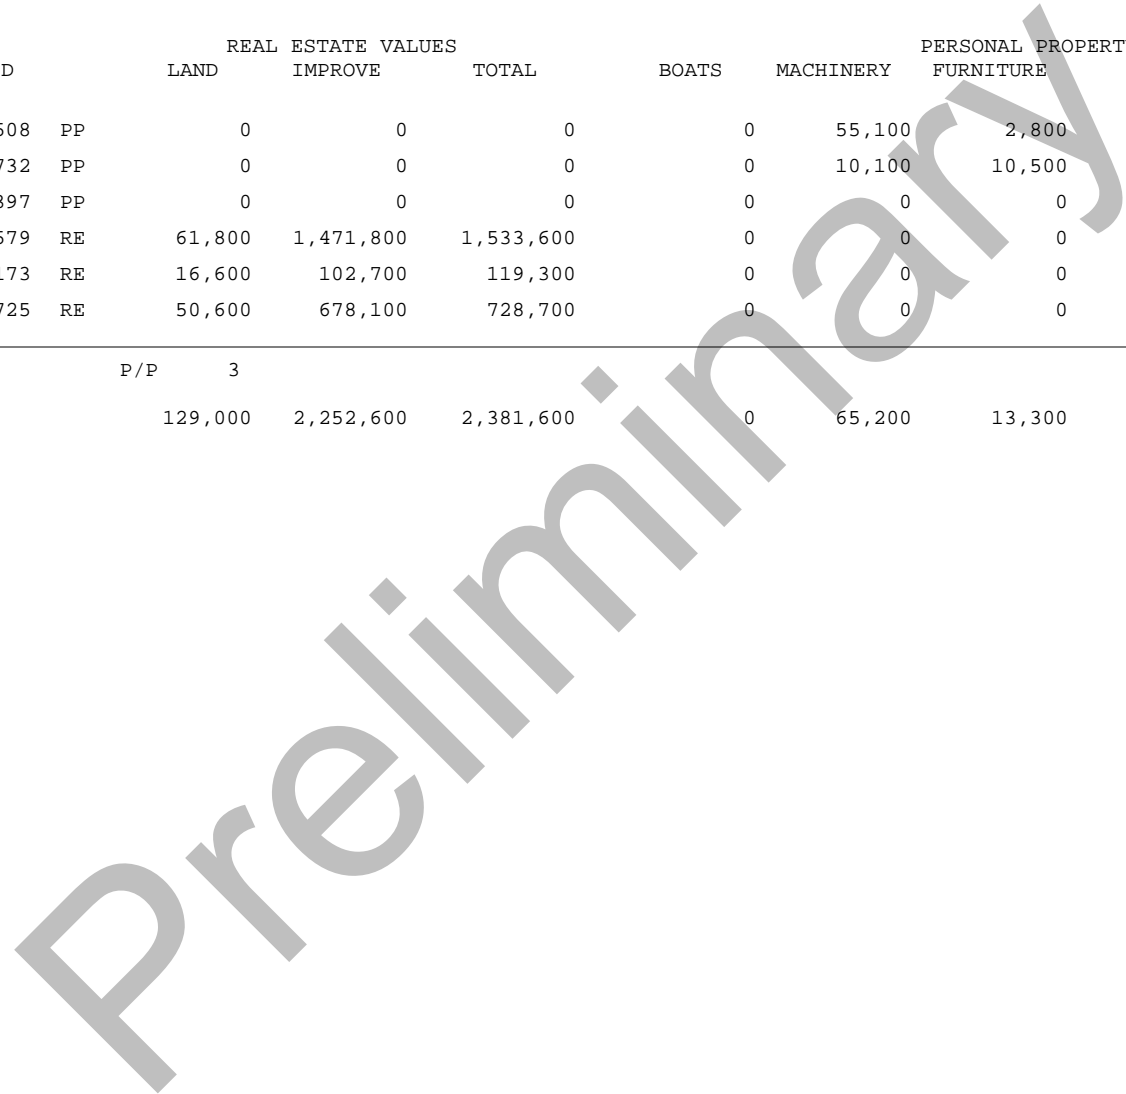 REAL ESTATE VALUES PERSONAL PROPERT
D LAND IMPROVE TOTAL BOATS MACHINERY FURNITURE
508 PP 0 0 0 0 55,100 2,800
732 PP 0 0 0 0 10,100 10,500
397 PP 0 0 0 0 0 0
579 RE 61,800 1,471,800 1,533,600 0 0 0
173 RE 16,600 102,700 119,300 0 0 0
725 RE 50,600 678,100 728,700 0 0 0
P/P 3
129,000 2,252,600 2,381,600 0 65,200 13,300
Preliminary